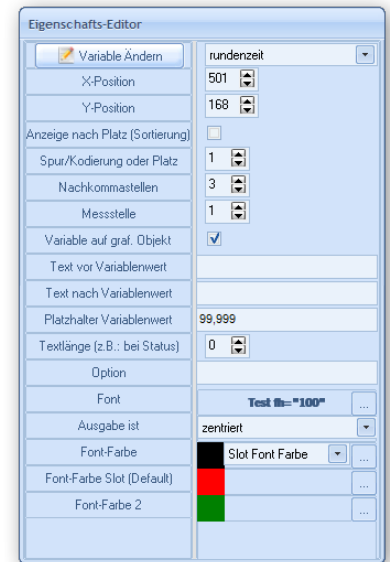 Eigenschafts-Editor
Variable Ändern rundenzeit
X-Position 501
Y-Position 168
Anzeige nach Platz (Sortierung)
Spur/Kodierung oder Platz 1
Nachkommastellen 3
Messstelle 1
Variable auf graf. Objekt
Text vor Variablenwert
Text nach Variablenwert
Platzhalter Variablenwert 99,999
Textlänge (z.B.: bei Status) 0
Option
Font Test fh="100" ...
Ausgabe ist zentriert
Font-Farbe Slot Font Farbe ...
Font-Farbe Slot (Default) ...
Font-Farbe 2 ...